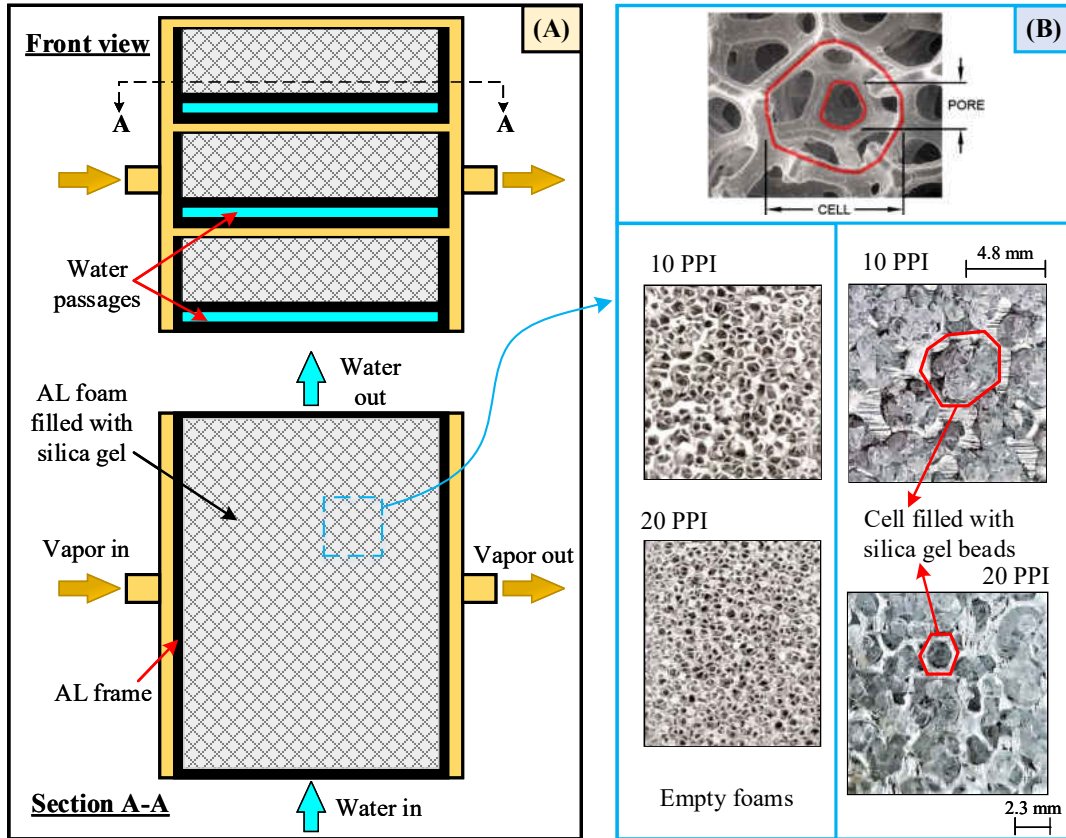 (A)
Front view
A
A
Water
passages
Water
out
AL foam
filled with
silica gel
Vapor in
Vapor out
AL frame
Section A-A
Water in
(B)
PORE
CELL
10 PPI
20 PPI
Empty foams
10 PPI
4.8 mm
Cell filled with
silica gel beads
20 PPI
2.3 mm